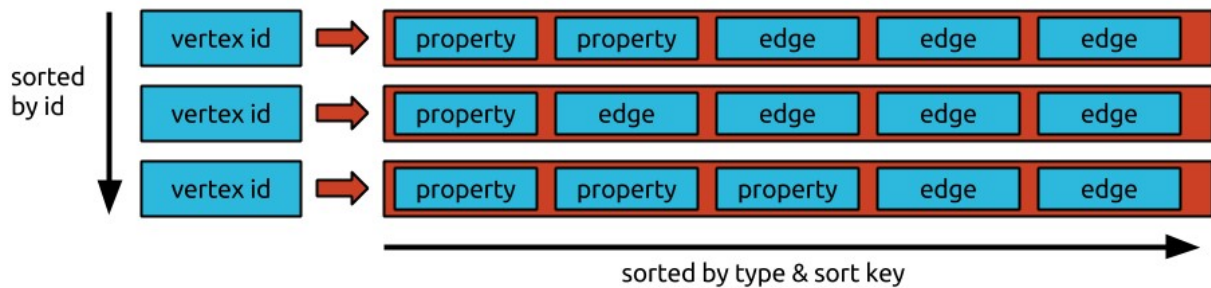 vertex id property property edge edge edge
sorted
by id
vertex id property edge edge edge edge
vertex id property property property edge edge
sorted by type & sort key